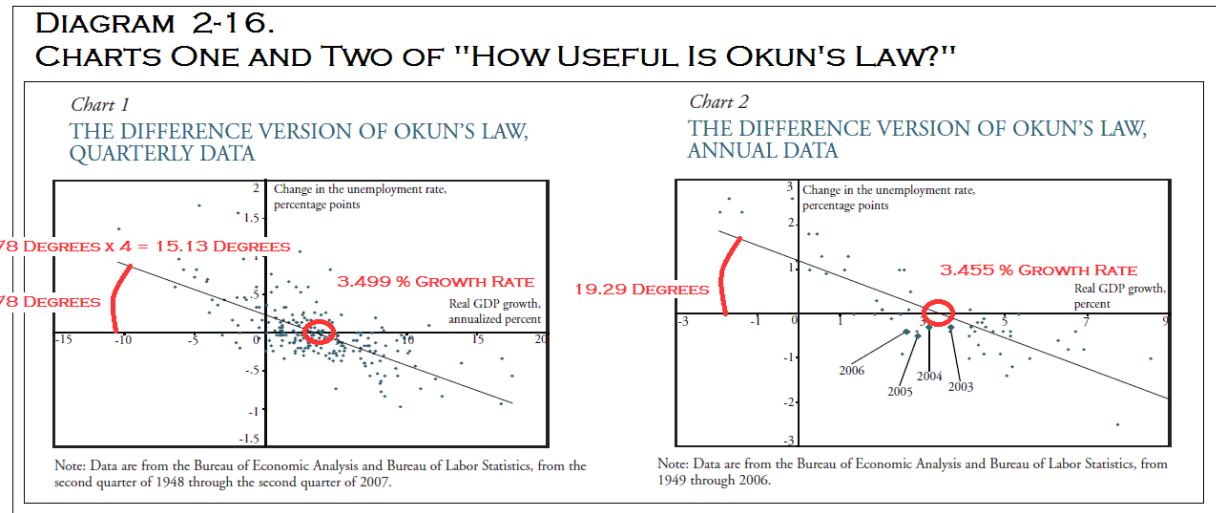 DIAGRAM 2-16.
CHARTS ONE AND TWO OF "HOW USEFUL IS OKUN'S LAW?"
Chart 1
THE DIFFERENCE VERSION OF OKUN'S LAW,
QUARTERLY DATA
2
Change in the unemployment rate,
percentage points
1.5
78 DEGREES X 4 = 15.13 DEGREES
3.499 % GROWTH RATE
78 DEGREES
.5
Real GDP growth,
annualized percent
-15
-10
-5
0
5
10
15
20
-.5
-1
-1.5
Note: Data are from the Bureau of Economic Analysis and Bureau of Labor Statistics, from the
second quarter of 1948 through the second quarter of 2007.
Chart 2
THE DIFFERENCE VERSION OF OKUN'S LAW,
ANNUAL DATA
3
Change in the unemployment rate,
percentage points
2
1
3.455 % GROWTH RATE
19.29 DEGREES
Real GDP growth,
percent
-3
-1
0
1
3
5
7
9
-1
2006
2005
2004
2003
-2
-3
Note: Data are from the Bureau of Economic Analysis and Bureau of Labor Statistics, from
1949 through 2006.